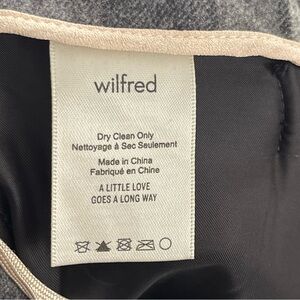 wilfred
Dry Clean Only
Nettoyage à Sec Seulement
Made in China
Fabriqué en Chine
A LITTLE LOVE
GOES A LONG WAY